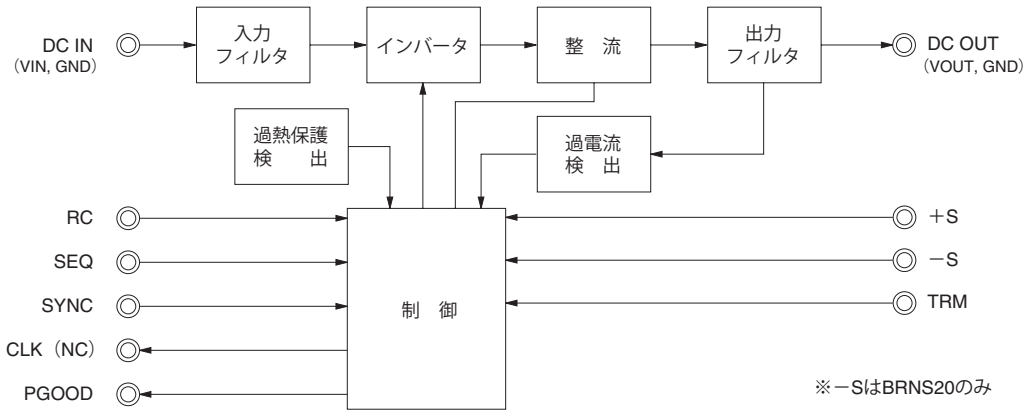 DC IN
(VIN, GND)
入力
フィルタ
インバータ
整 流
出力
フィルタ
DC OUT
(VOUT, GND)
過熱保護
検 出
過電流
検 出
RC
SEQ
SYNC
CLK（NC）
PGOOD
制 御
＋S
－S
TRM
※－SはBRNS20のみ